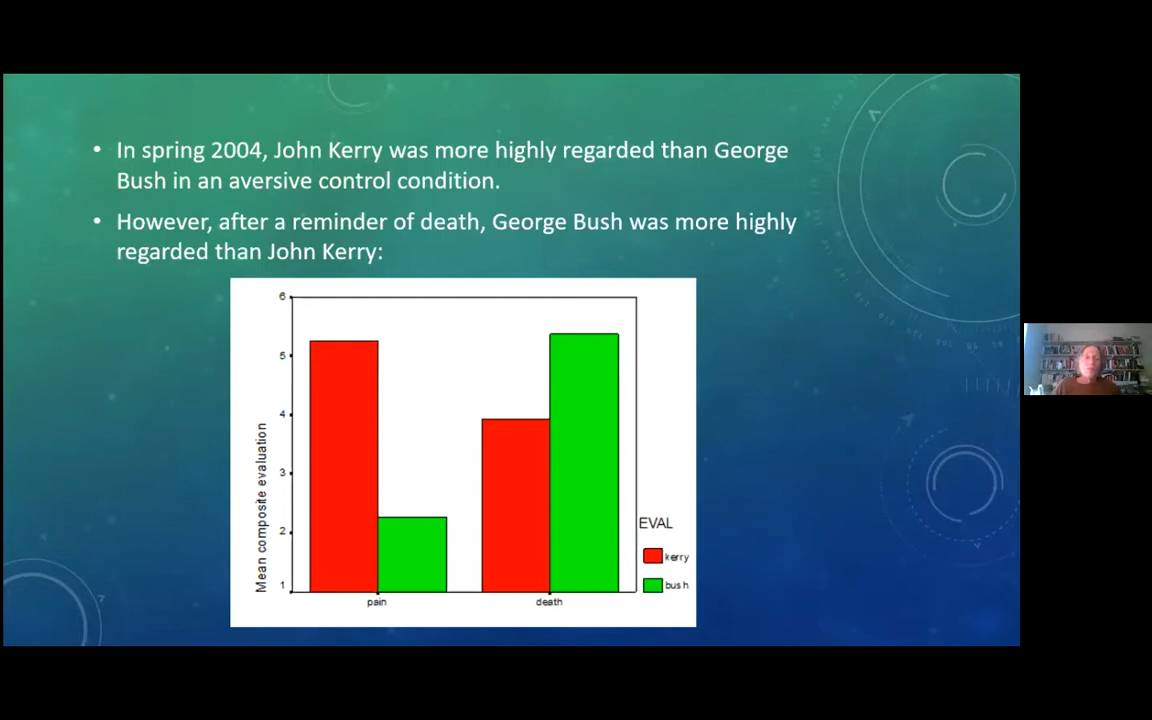 • In spring 2004, John Kerry was more highly regarded than George
Bush in an aversive control condition.
• However, after a reminder of death, George Bush was more highly
regarded than John Kerry:
6
5
4
3
2
1
Mean composite evaluation
pain
death
EVAL
kerry
bush